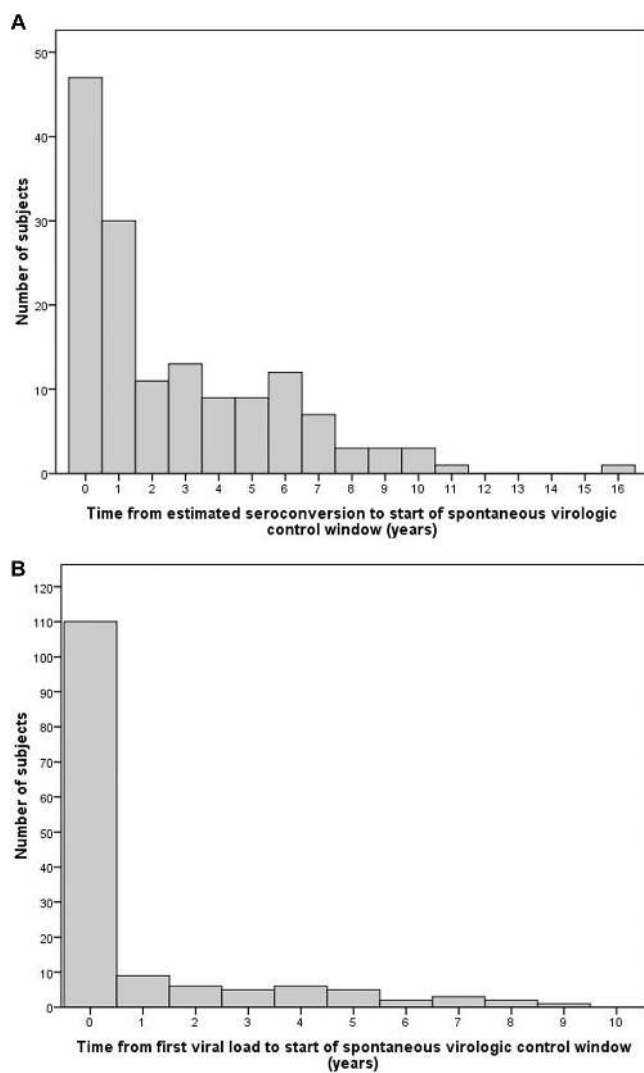 A
50
40
30
20
10
0
Number of subjects
0 1 2 3 4 5 6 7 8 9 10 11 12 13 14 15 16
Time from estimated seroconversion to start of spontaneous virologic
control window (years)
B
120
110
100
90
80
70
60
50
40
30
20
10
0
Number of subjects
0 1 2 3 4 5 6 7 8 9 10
Time from first viral load to start of spontaneous virologic control window
(years)